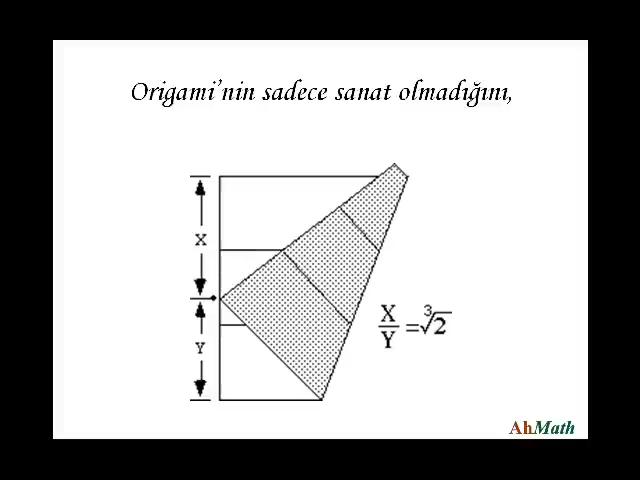 Origami'nin sadece sanat olmadığını,
X
Y
X/Y = ∛2
AhMath